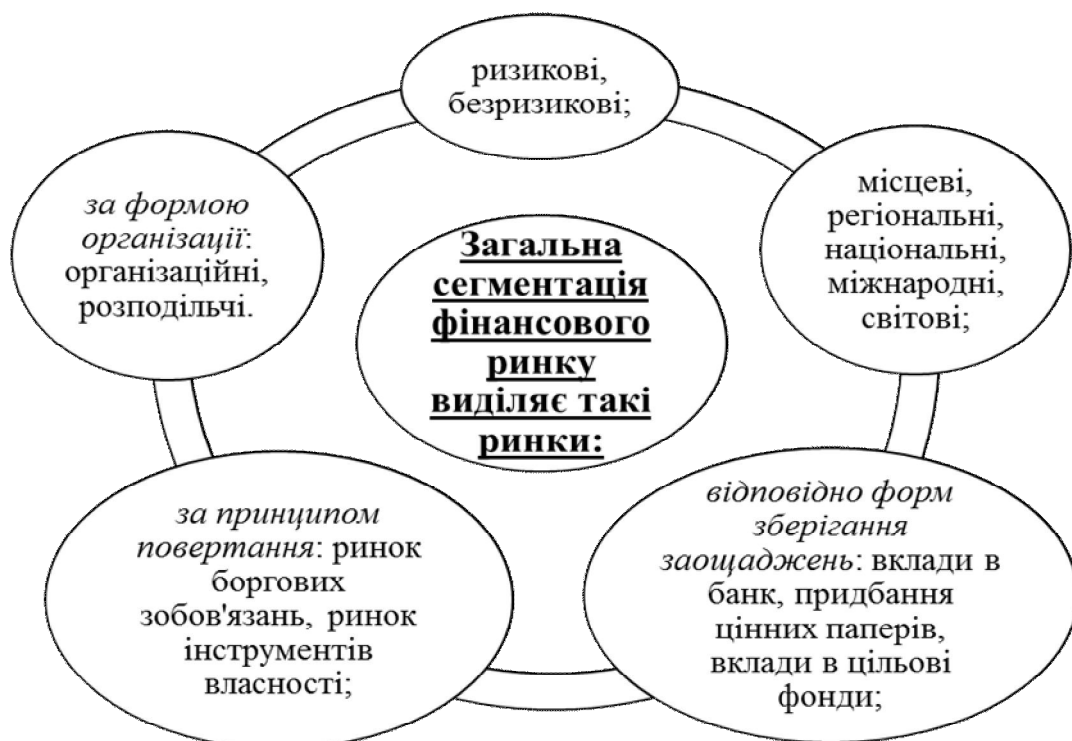 Загальна
сегментація
фінансового
ринку
виділяє такі
ринки:
ризикові,
безризикові;
місцеві,
регіональні,
національні,
міжнародні,
світові;
відповідно форм
зберігання
заощаджень: вклади в
банк, придбання
цінних паперів,
вклади в цільові
фонди;
за принципом
повертання: ринок
боргових
зобов'язань, ринок
інструментів
власності;
за формою
організації:
організаційні,
розподільчі.